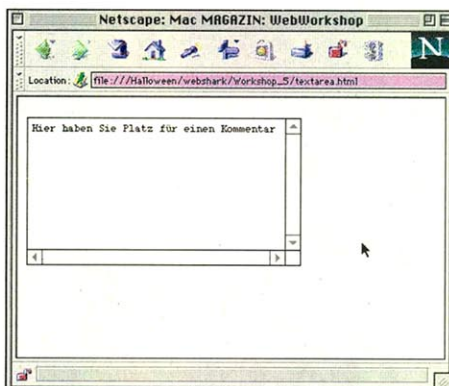 Netscape: Mac MAGAZIN: WebWorkshop
N
Location: file:///Halloween/webshark/Workshop_5/textarea.html
Hier haben Sie Platz für einen Kommentar